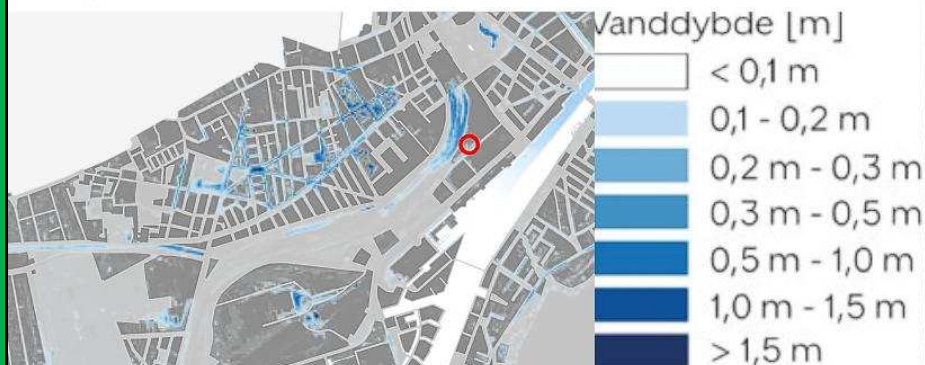 Vanddybde [m]
< 0,1 m
0,1 - 0,2 m
0,2 m - 0,3 m
0,3 m - 0,5 m
0,5 m - 1,0 m
1,0 m - 1,5 m
> 1,5 m